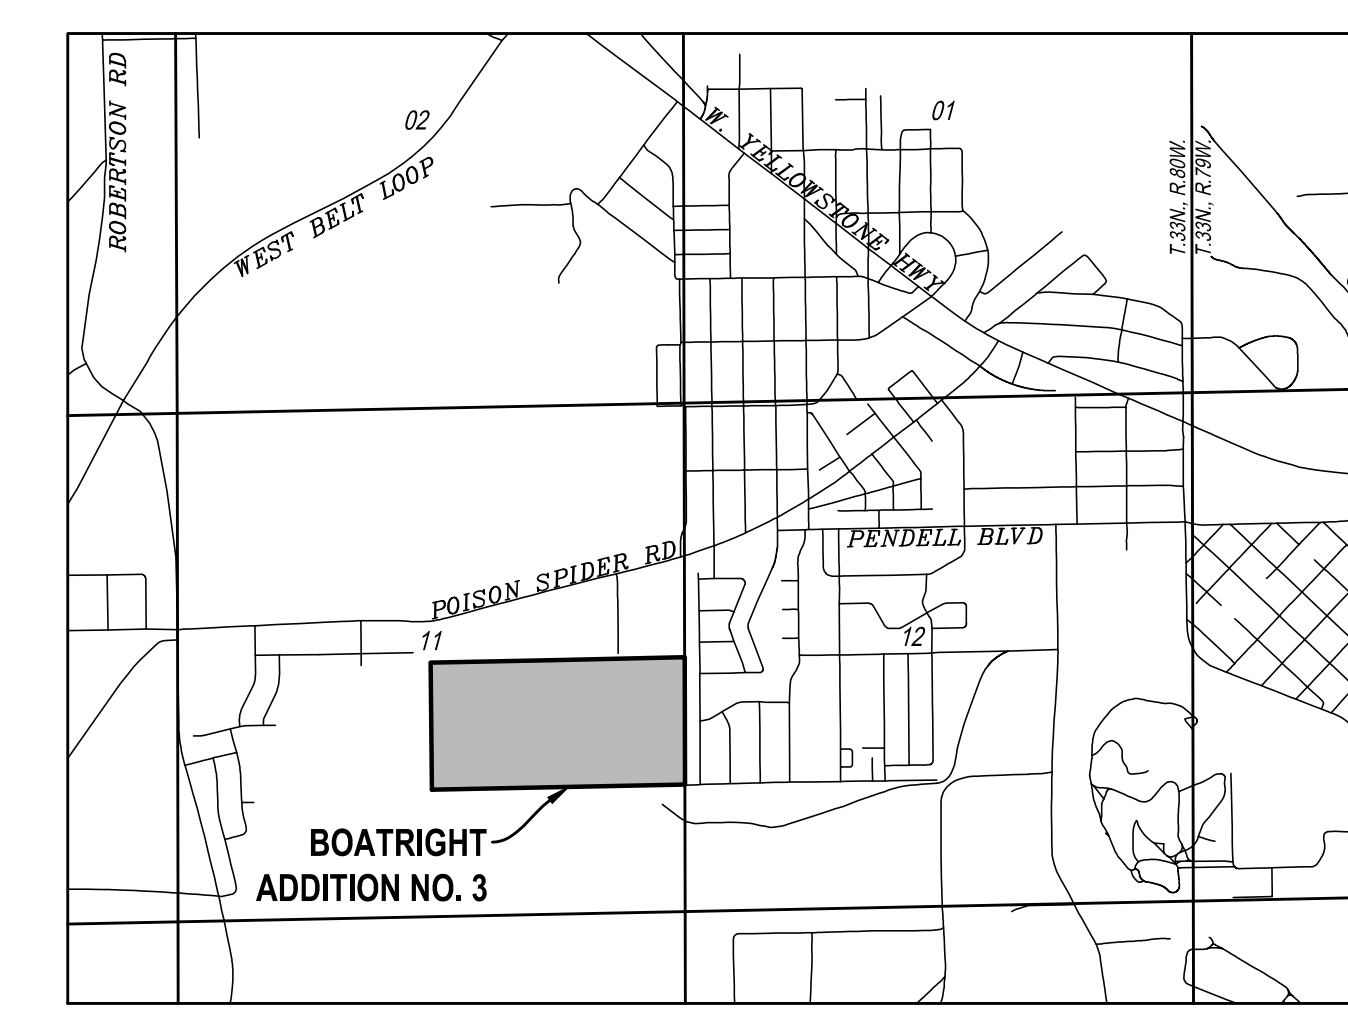 ROBERTSON RD
02
WEST BELT LOOP
W. YELLOWSTONE HWY
01
T.33N., R.80W.
T.33N., R.79W.
PENDELL BLVD
POISON SPIDER RD
11
12
BOATRIGHT
ADDITION NO. 3